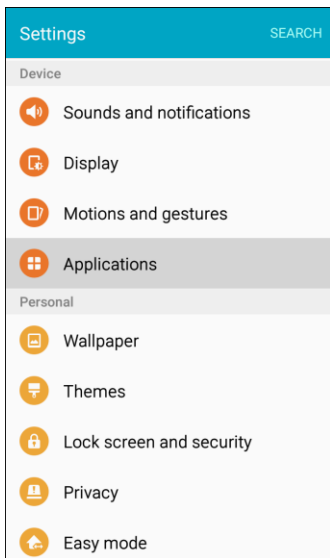 Settings SEARCH
Device
Sounds and notifications
Display
Motions and gestures
Applications
Personal
Wallpaper
Themes
Lock screen and security
Privacy
Easy mode